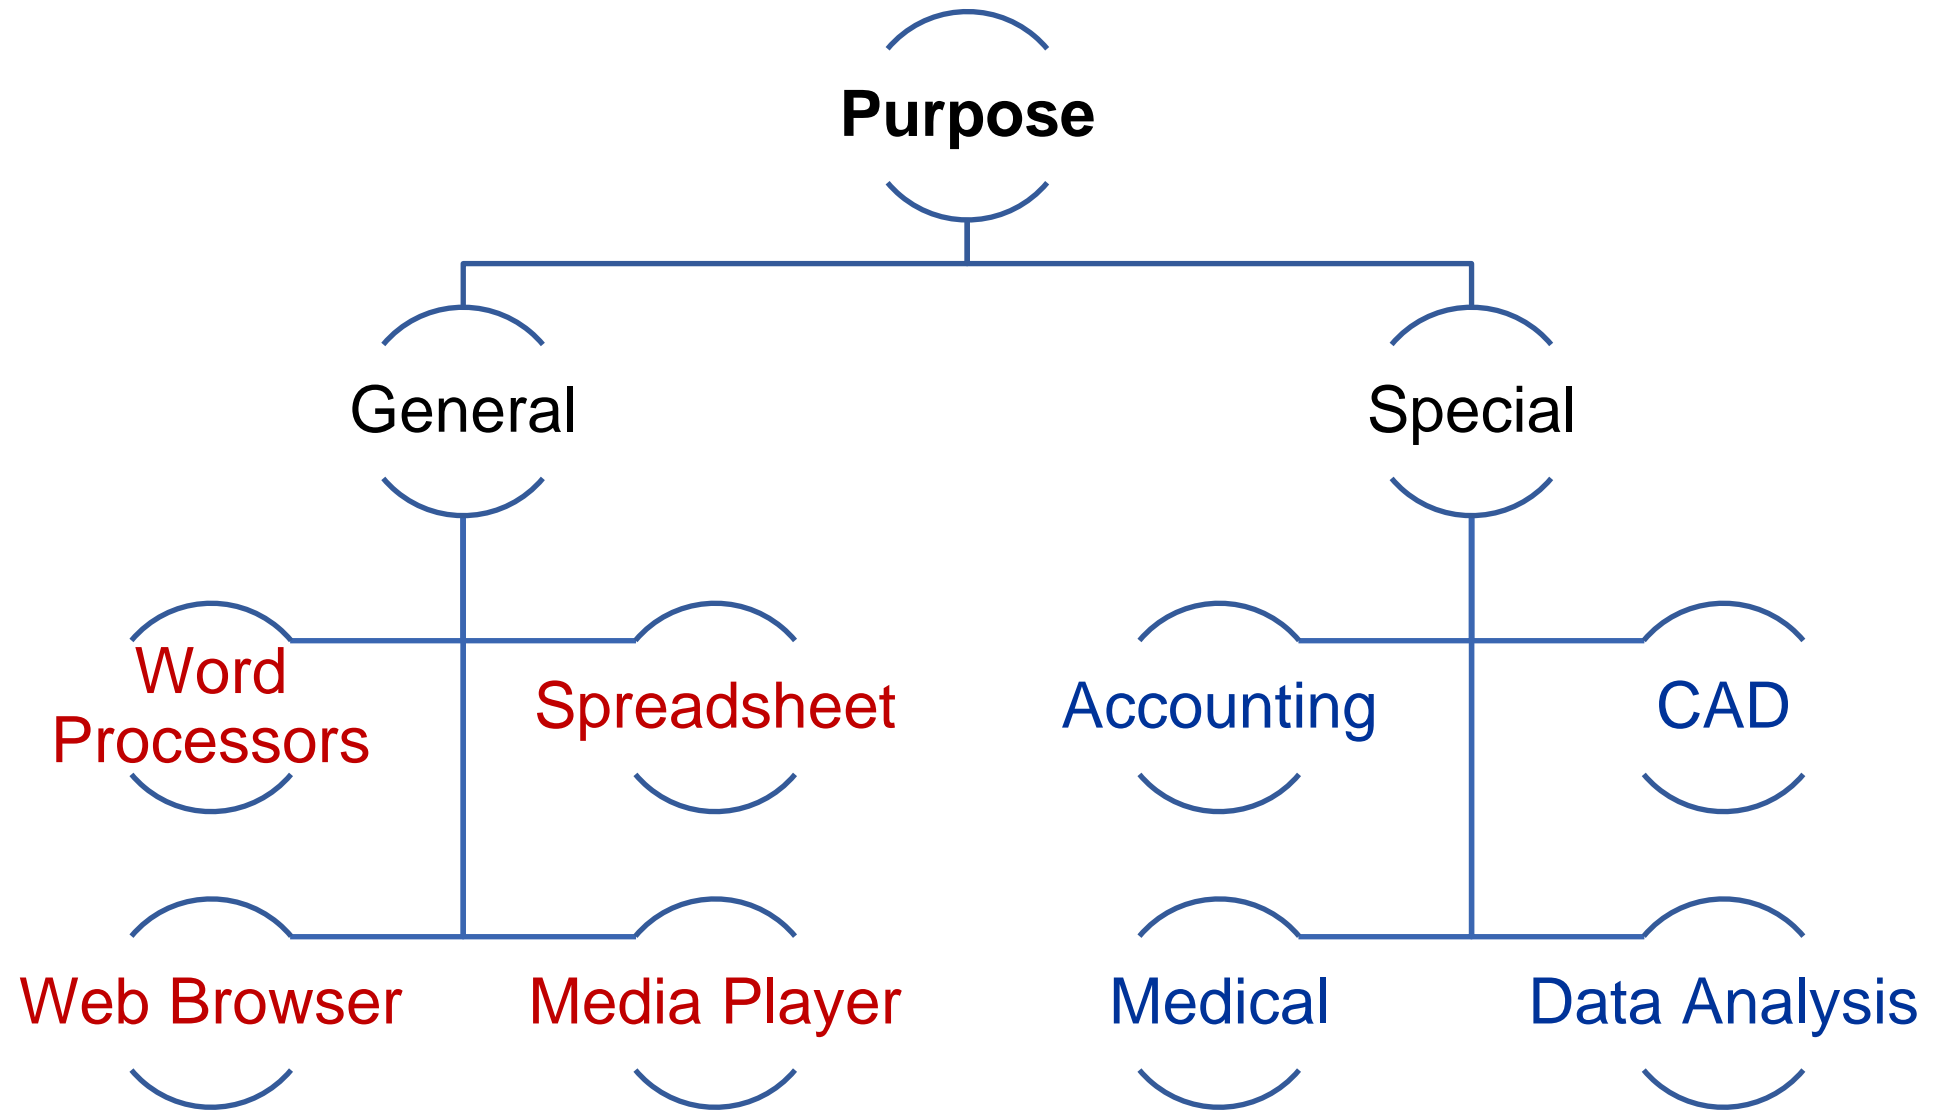 Purpose
General
Special
Word
Processors
Spreadsheet
Accounting
CAD
Web Browser
Media Player
Medical
Data Analysis